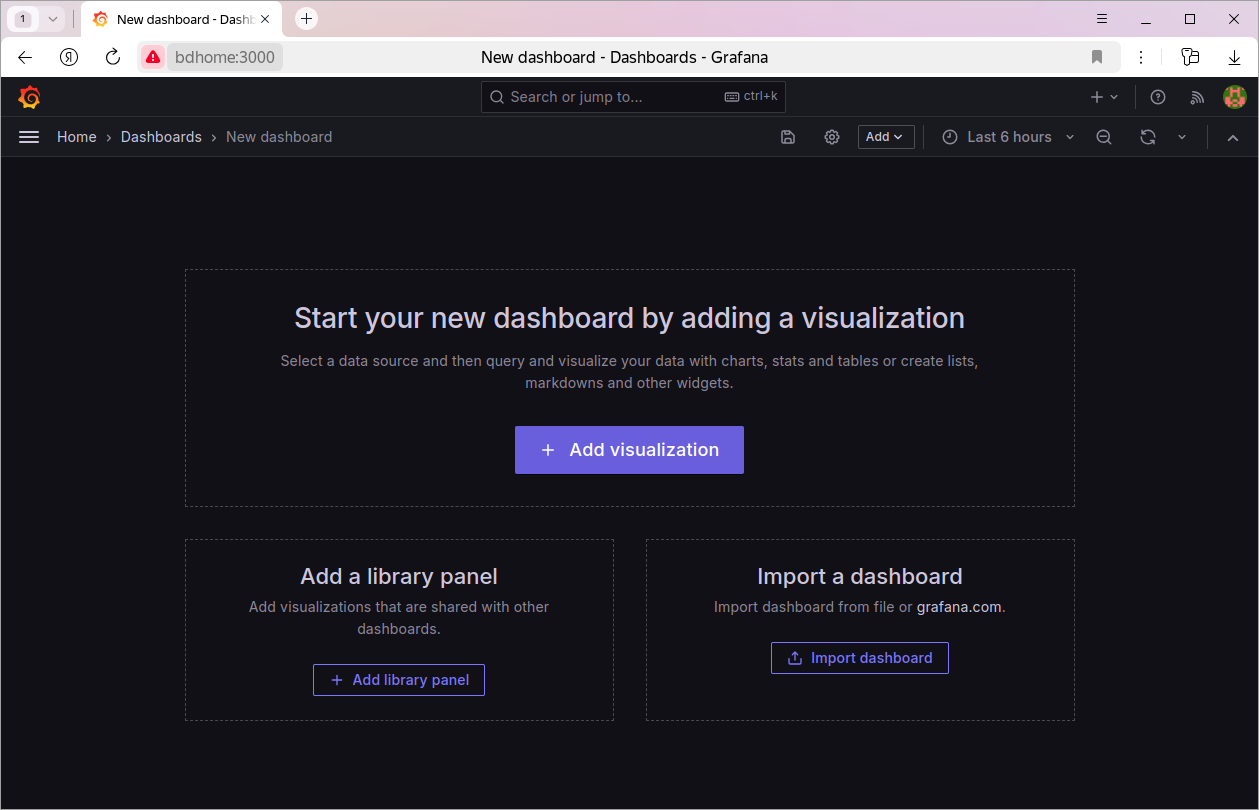 1
New dashboard - Dashb
Я
bdhome:3000
New dashboard - Dashboards - Grafana
Search or jump to...
ctrl+k
Home › Dashboards › New dashboard
Add
Last 6 hours
Start your new dashboard by adding a visualization
Select a data source and then query and visualize your data with charts, stats and tables or create lists,
markdowns and other widgets.
+ Add visualization
Add a library panel
Add visualizations that are shared with other
dashboards.
+ Add library panel
Import a dashboard
Import dashboard from file or grafana.com.
Import dashboard